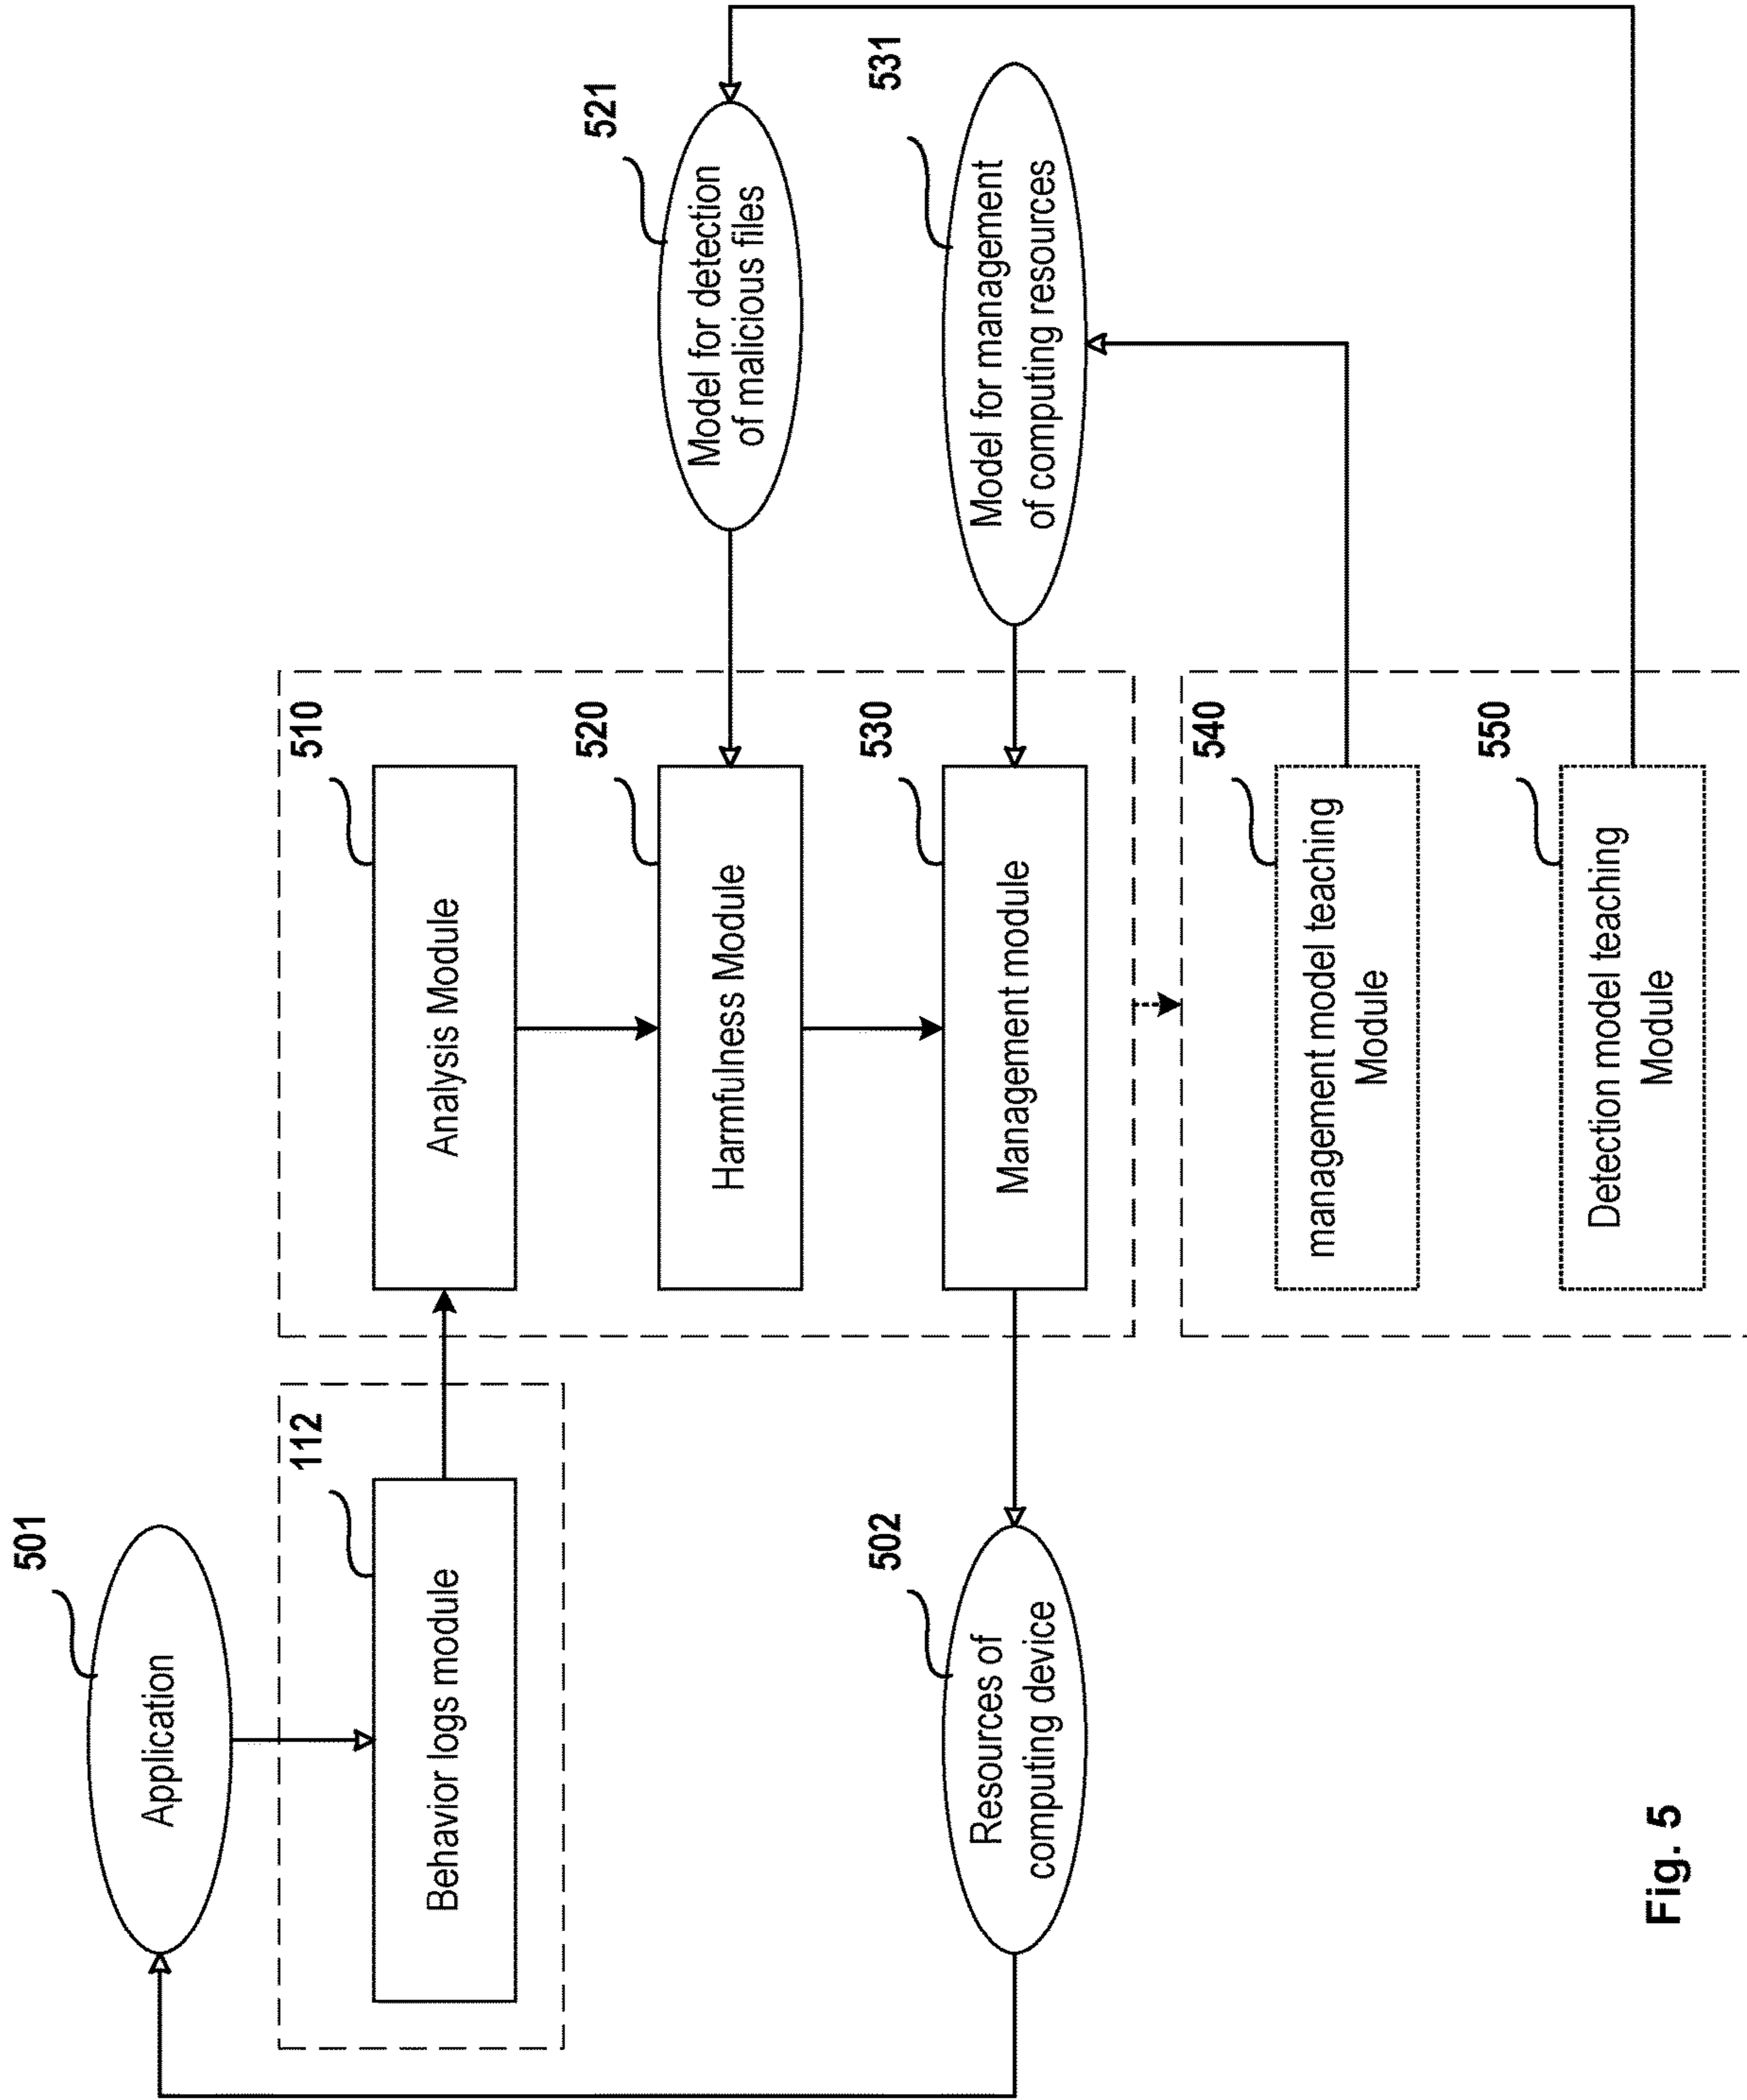 501
Application
112
Behavior logs module
502
Resources of
computing device
510
Analysis Module
520
Harmfulness Module
530
Management module
540
management model teaching
Module
550
Detection model teaching
Module
521
Model for detection
of malicious files
531
Model for management
of computing resources
Fig. 5